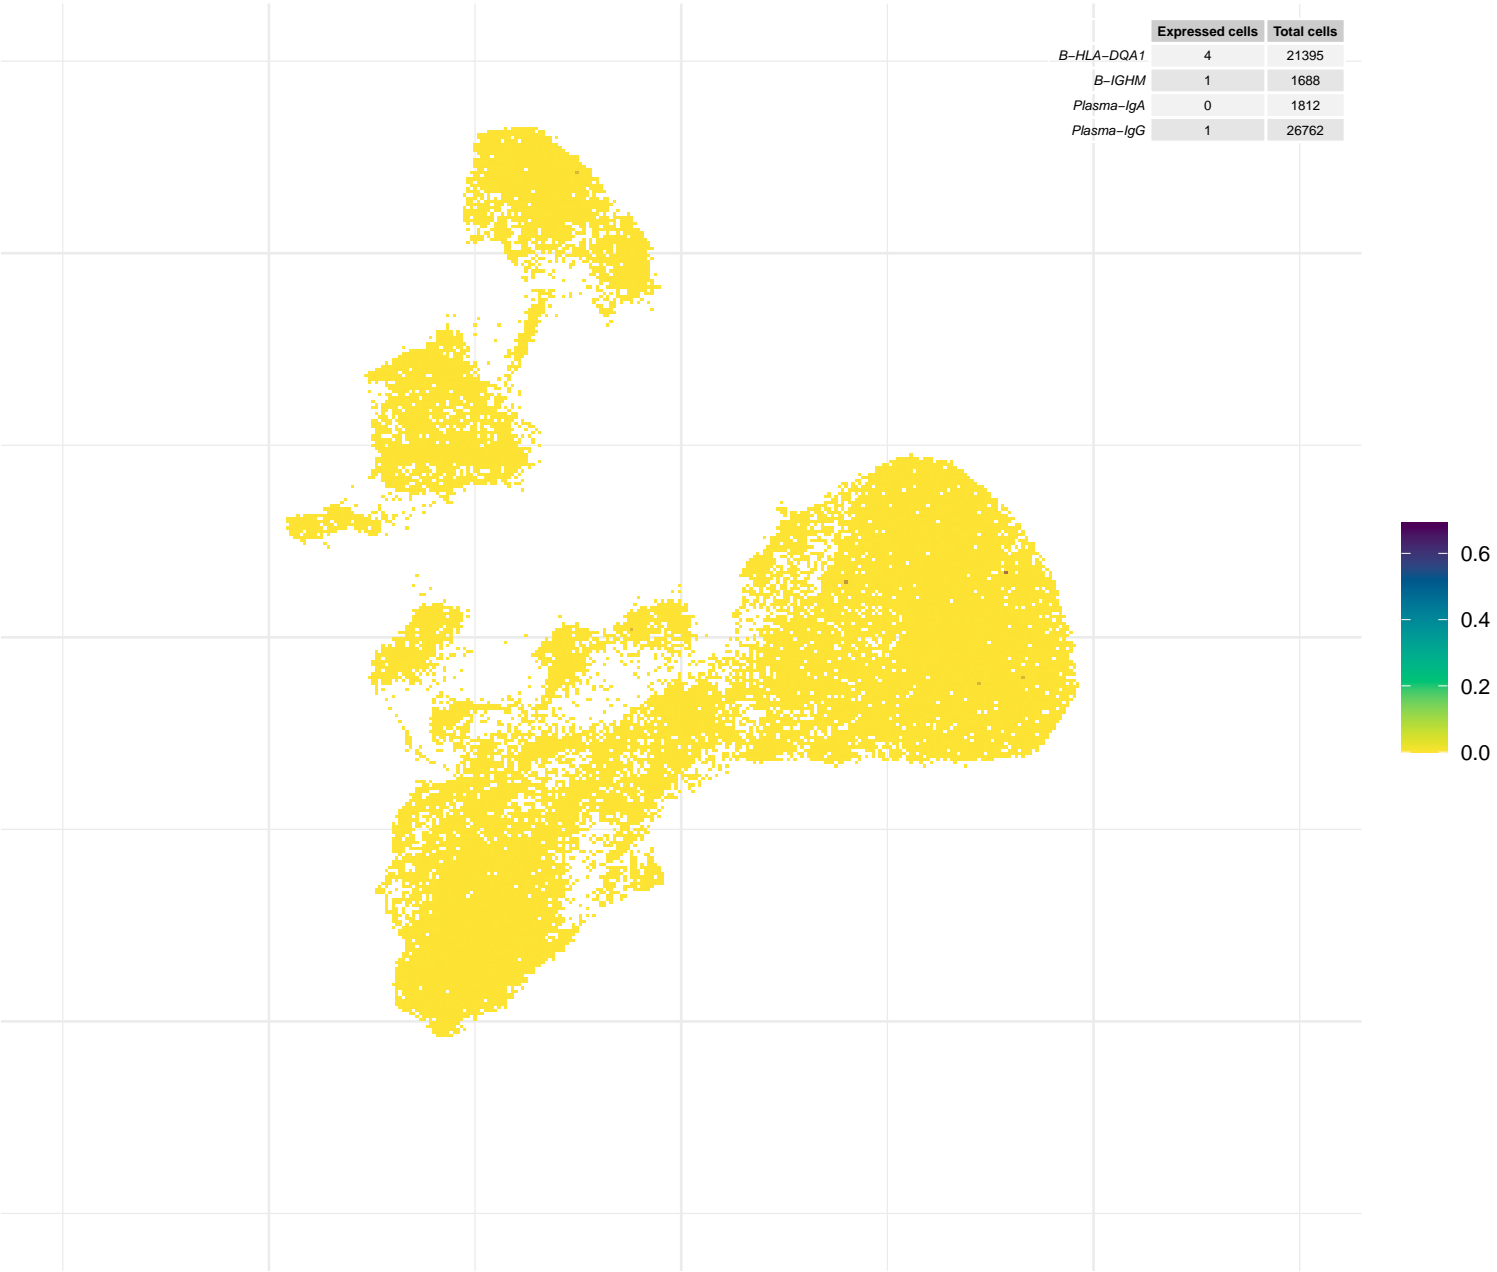 Expressed cells Total cells
B−HLA−DQA1 4 21395
B−IGHM 1 1688
Plasma−IgA 0 1812
Plasma−IgG 1 26762
0.6
0.4
0.2
0.0